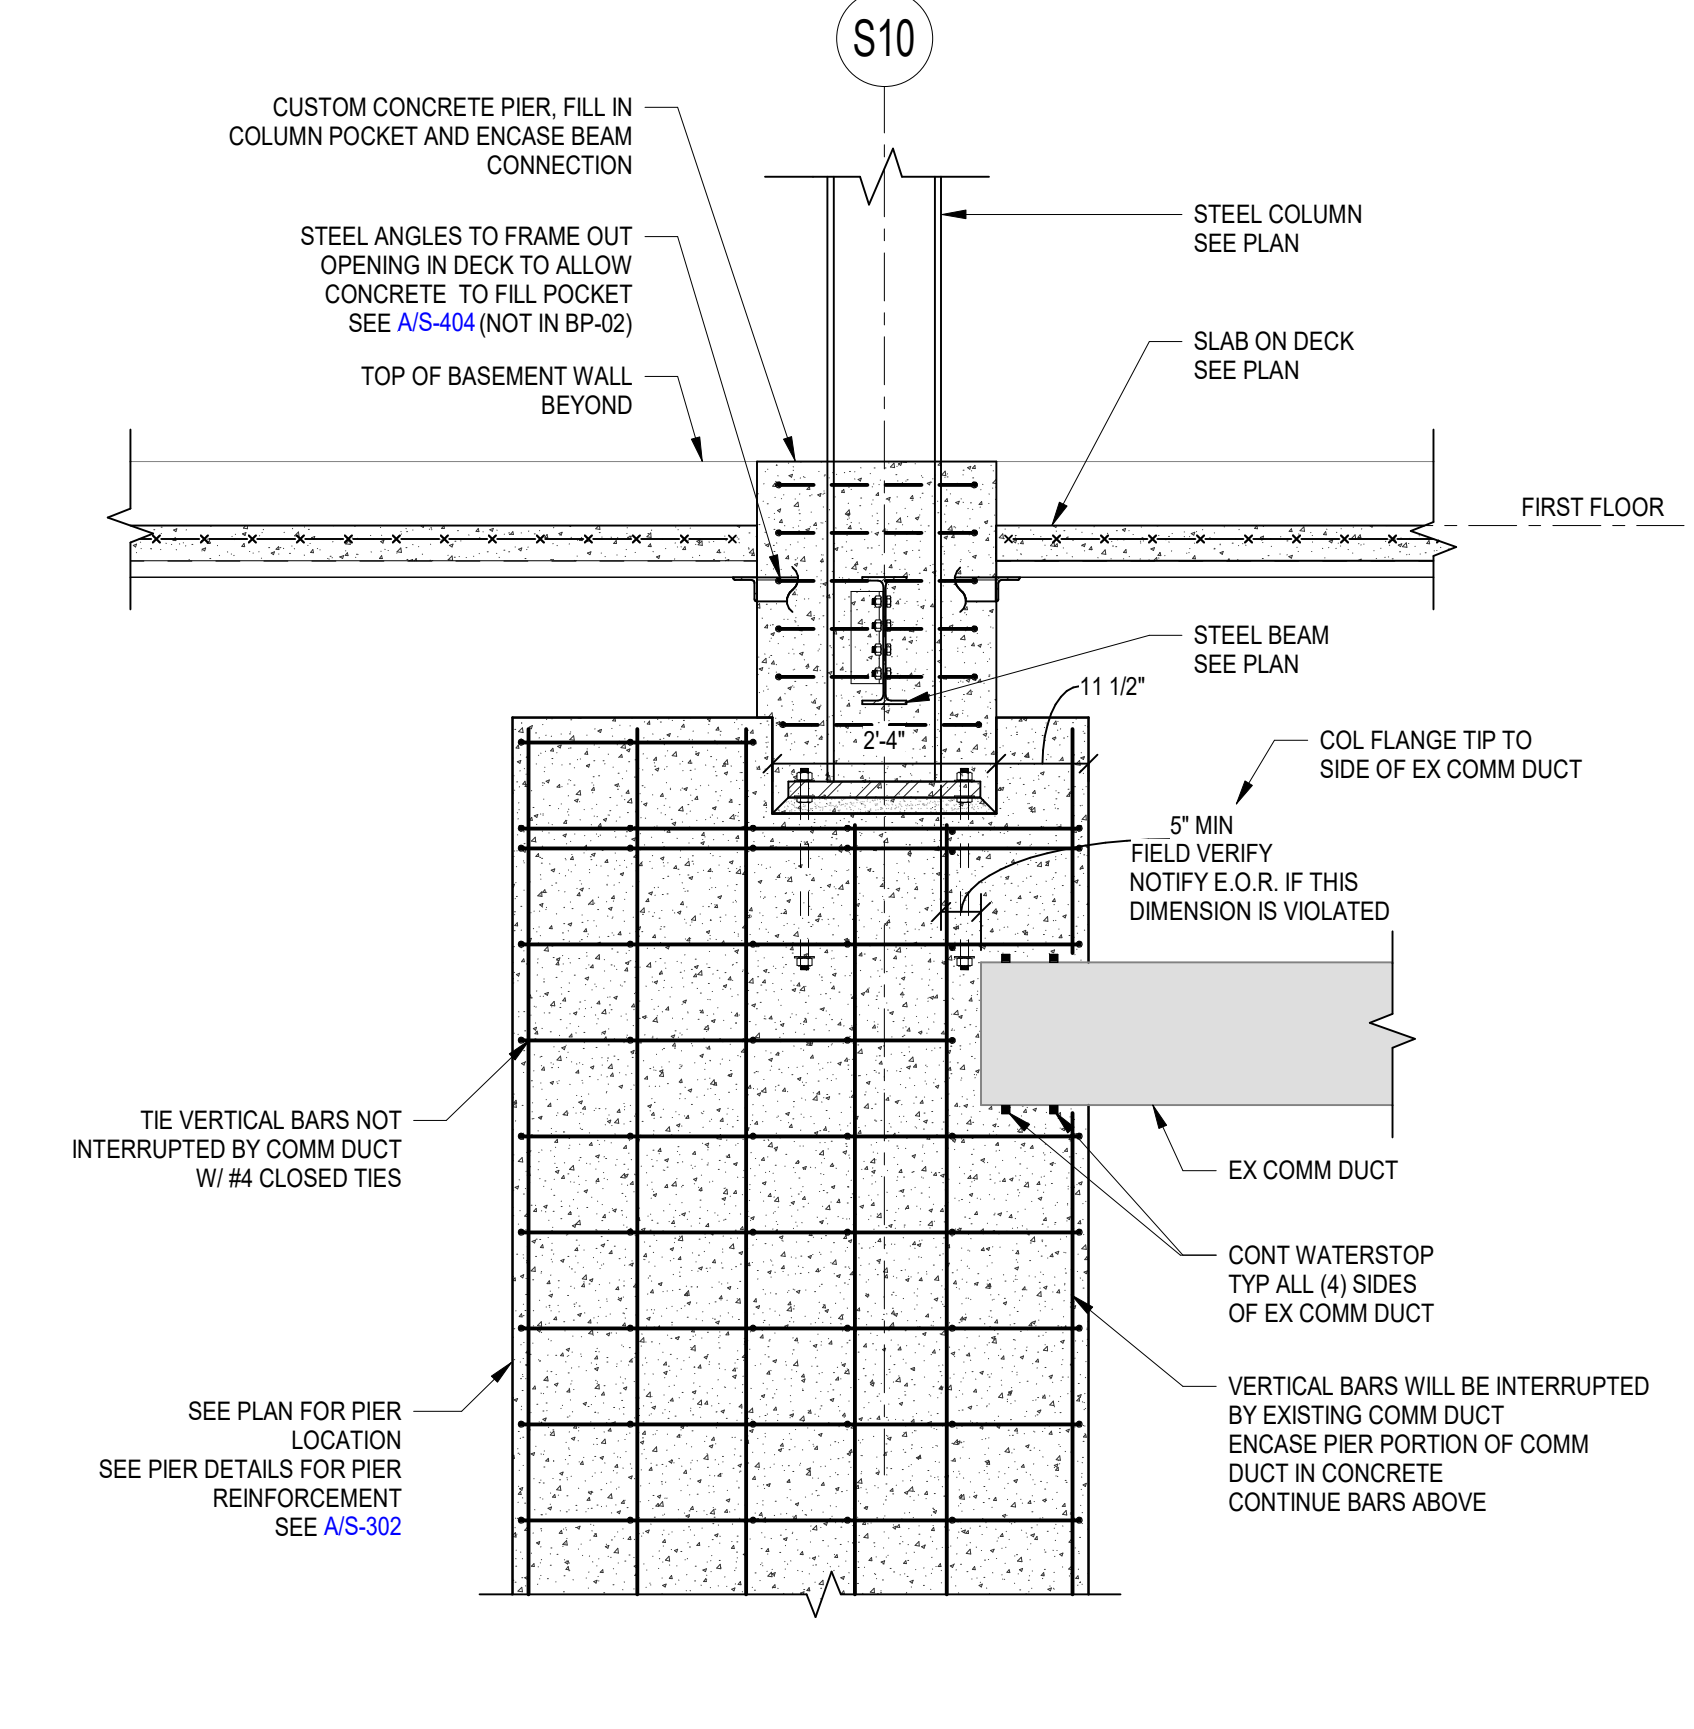 S10
CUSTOM CONCRETE PIER, FILL IN
COLUMN POCKET AND ENCASE BEAM
CONNECTION
STEEL ANGLES TO FRAME OUT
OPENING IN DECK TO ALLOW
CONCRETE TO FILL POCKET
SEE A/S-404 (NOT IN BP-02)
TOP OF BASEMENT WALL
BEYOND
STEEL COLUMN
SEE PLAN
SLAB ON DECK
SEE PLAN
FIRST FLOOR
STEEL BEAM
SEE PLAN
11 1/2"
2'-4"
COL FLANGE TIP TO
SIDE OF EX COMM DUCT
5" MIN
FIELD VERIFY
NOTIFY E.O.R. IF THIS
DIMENSION IS VIOLATED
TIE VERTICAL BARS NOT
INTERRUPTED BY COMM DUCT
W/ #4 CLOSED TIES
EX COMM DUCT
CONT WATERSTOP
TYP ALL (4) SIDES
OF EX COMM DUCT
SEE PLAN FOR PIER
LOCATION
SEE PIER DETAILS FOR PIER
REINFORCEMENT
SEE A/S-302
VERTICAL BARS WILL BE INTERRUPTED
BY EXISTING COMM DUCT
ENCASE PIER PORTION OF COMM
DUCT IN CONCRETE
CONTINUE BARS ABOVE